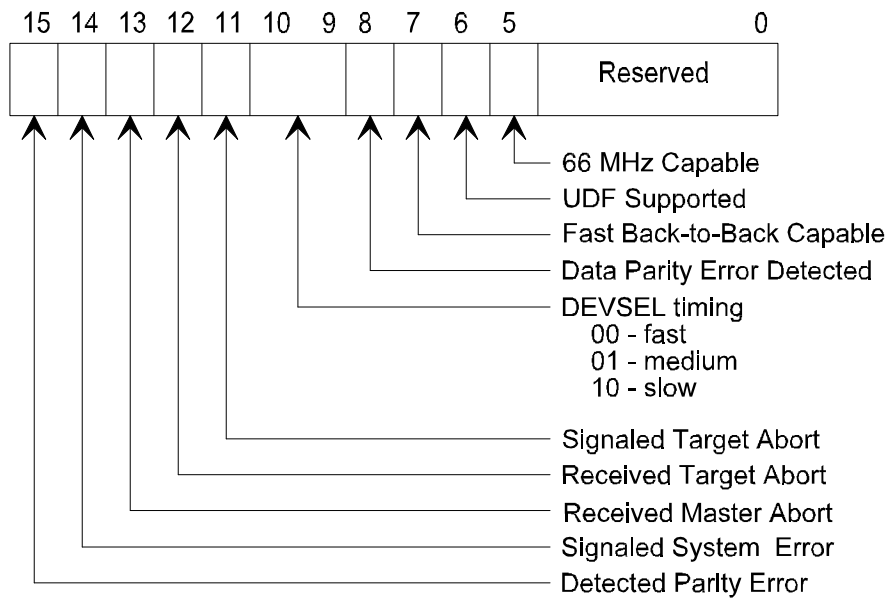 15 14 13 12 11 10 9 8 7 6 5 0
Reserved
66 MHz Capable
UDF Supported
Fast Back-to-Back Capable
Data Parity Error Detected
DEVSEL timing
00 - fast
01 - medium
10 - slow
Signaled Target Abort
Received Target Abort
Received Master Abort
Signaled System Error
Detected Parity Error